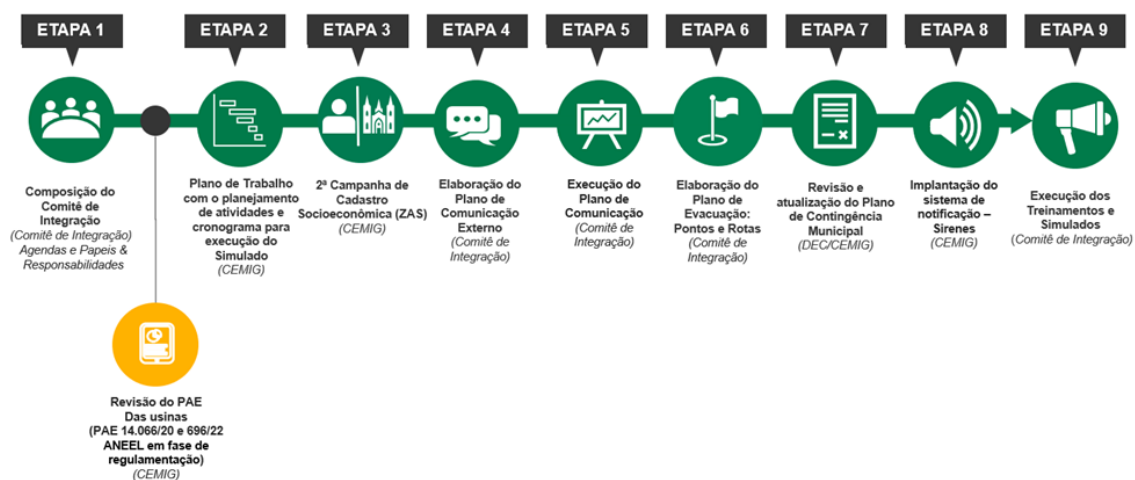 ETAPA 1
Composição do
Comitê de
Integração
(Comitê de Integração)
Agendas e Papeis &
Responsabilidades
Revisão do PAE
Das usinas
(PAE 14.066/20 e 696/22
ANEEL em fase de
regulamentação)
(CEMIG)
ETAPA 2
Plano de Trabalho
com o planejamento
de atividades e
cronograma para
execução do
Simulado
(CEMIG)
ETAPA 3
2ª Campanha de
Cadastro
Socioeconômica (ZAS)
(CEMIG)
ETAPA 4
Elaboração do
Plano de
Comunicação
Externo
(Comitê de
Integração)
ETAPA 5
Execução do
Plano de
Comunicação
(Comitê de
Integração)
ETAPA 6
Elaboração do
Plano de
Evacuação:
Pontos e Rotas
(Comitê de
Integração)
ETAPA 7
Revisão e
atualização do Plano
de Contingência
Municipal
(DEC/CEMIG)
ETAPA 8
Implantação do
sistema de
notificação –
Sirenes
(CEMIG)
ETAPA 9
Execução dos
Treinamentos e
Simulados
(Comitê de Integração)